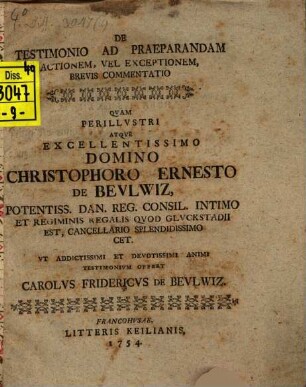 DE
TESTIMONIO AD PRAEPARANDAM
ACTIONEM, VEL EXCEPTIONEM,
BREVIS COMMENTATIO
4o
Diss.
3047
-9-
QVAM
PERILLVSTRI
ATQVE
EXCELLENTISSIMO
DOMINO
CHRISTOPHORO ERNESTO
DE BEVLWIZ,
POTENTISS. DAN. REG. CONSIL. INTIMO
ET REGIMINIS REGALIS QVOD GLVCKSTADII
EST, CANCELLARIO SPLENDIDISSIMO
CET.
VT ADDICTISSIMI ET DEVOTISSIMI ANIMI
TESTIMONIVM OFFERT
CAROLVS FRIDERICVS DE BEVLWIZ.
FRANCOHVSAE,
LITTERIS KEILIANIS,
1754.